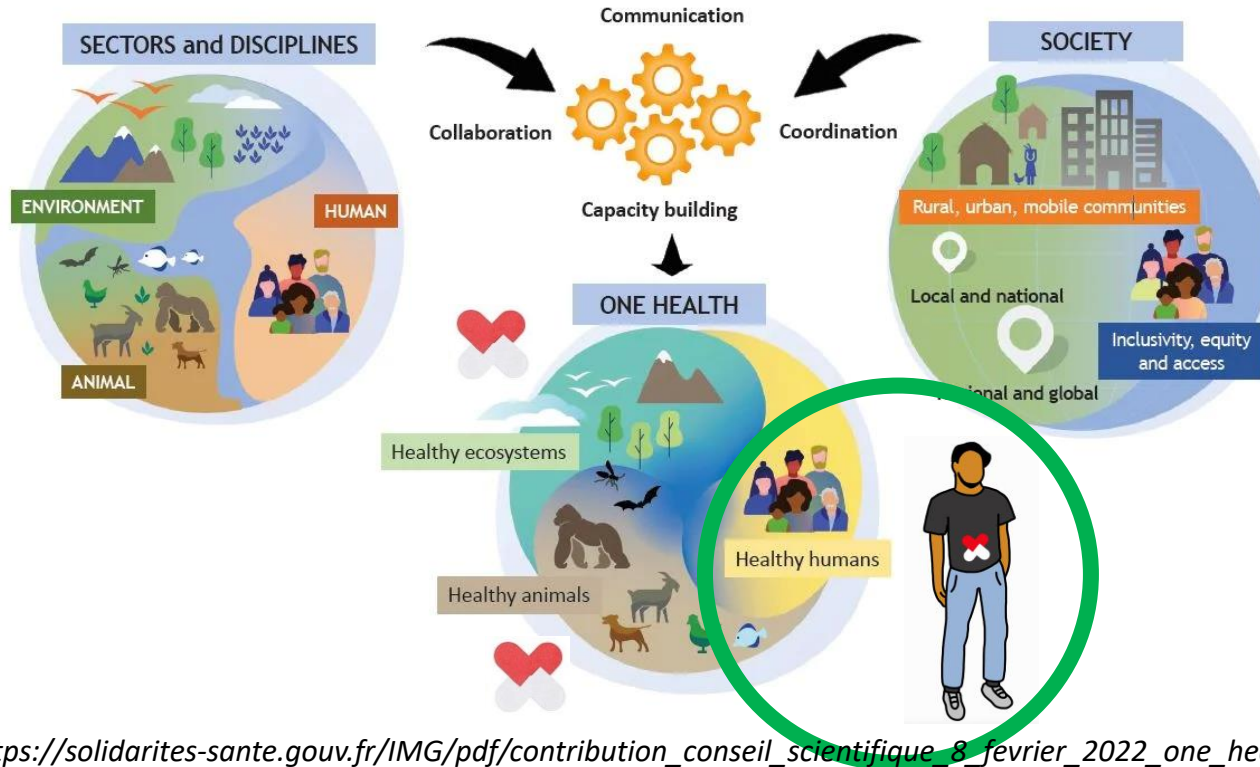 Communication
SECTORS and DISCIPLINES
SOCIETY
Collaboration
Coordination
ENVIRONMENT
HUMAN
Capacity building
Rural, urban, mobile communities
Local and national
ONE HEALTH
Inclusivity, equity
and access
ANIMAL
and global
Healthy ecosystems
Healthy humans
Healthy animals
tps://solidarites-sante.gouv.fr/IMG/pdf/contribution_conseil_scientifique_8_fevrier_2022_one_he